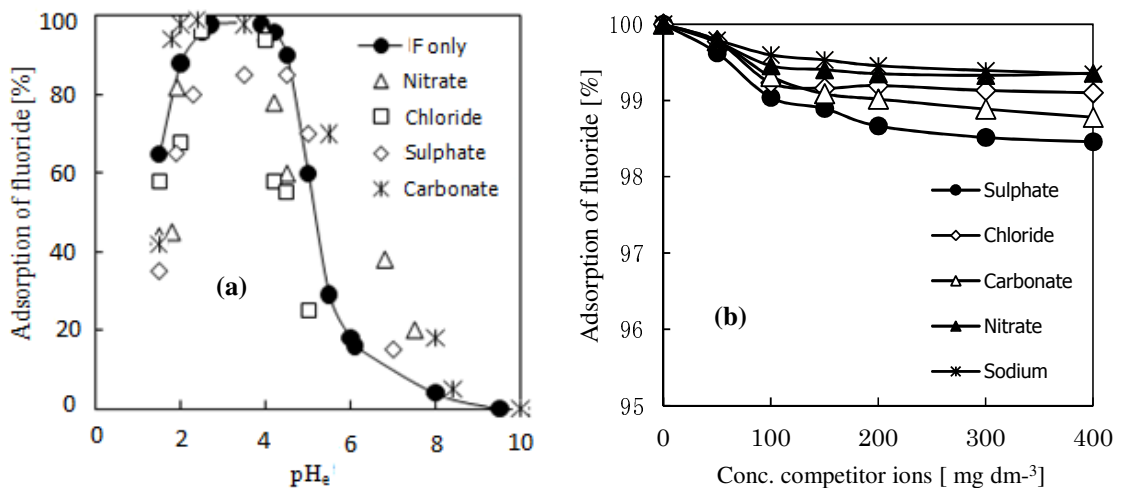 Adsorption of fluoride [%]
100
80
60
40
20
0
0 2 4 6 8 10
pHe
F only
Nitrate
Chloride
Sulphate
Carbonate
(a)
Adsorption of fluoride [%]
100
99
98
97
96
95
0 100 200 300 400
Conc. competitor ions [ mg dm-³]
Sulphate
Chloride
Carbonate
Nitrate
Sodium
(b)